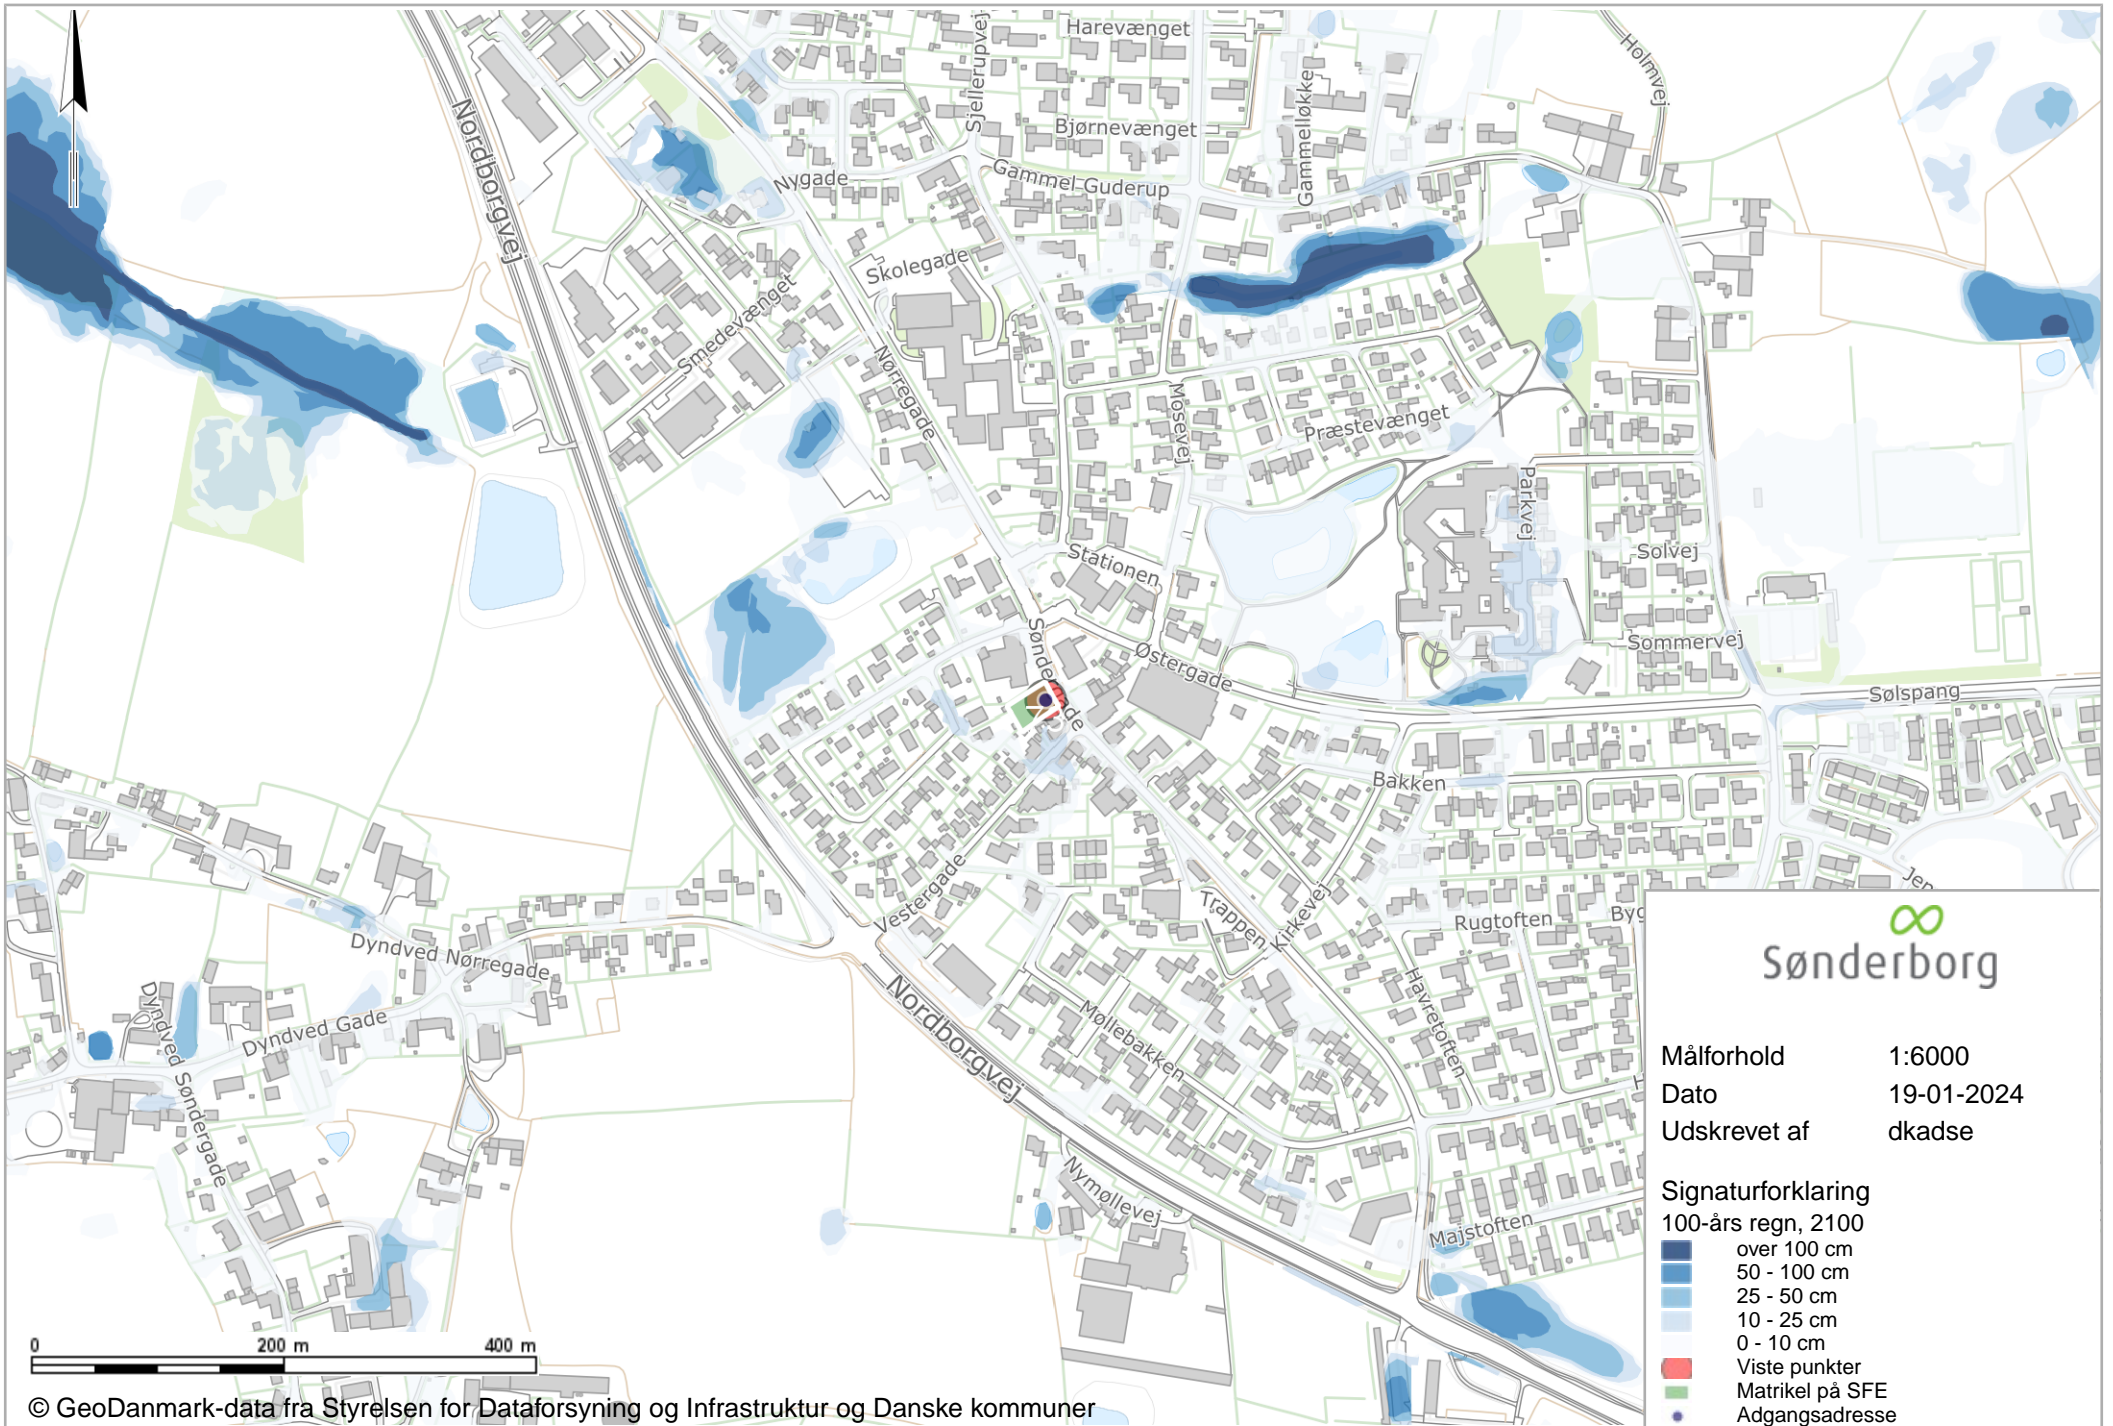 Harevænget
Sjellerupvej
Holmvej
Gammelløkke
Nordborgvej
Bjørnevænget
Nygade
Gammel Guderup
Skolegade
Smedevænget
Nørregade
Mosevej
Præstevænget
Parkvej
Stationen
Solvej
Søndergade
Østergade
Sommervej
Sølspang
Bakken
Vestergade
Trappen
Kirkevej
Rugtoften
Byg
Jen
Dyndved Nørregade
Havretoften
Dyndved Søndergade
Dyndved Gade
Nordborgvej
Møllebakken
H
Nymøllevej
Majstoften
Sønderborg
Målforhold 1:6000
Dato 19-01-2024
Udskrevet af dkadse
Signaturforklaring
100-års regn, 2100
over 100 cm
50 - 100 cm
25 - 50 cm
10 - 25 cm
0 - 10 cm
Viste punkter
Matrikel på SFE
Adgangsadresse
0 200 m 400 m
© GeoDanmark-data fra Styrelsen for Dataforsyning og Infrastruktur og Danske kommuner